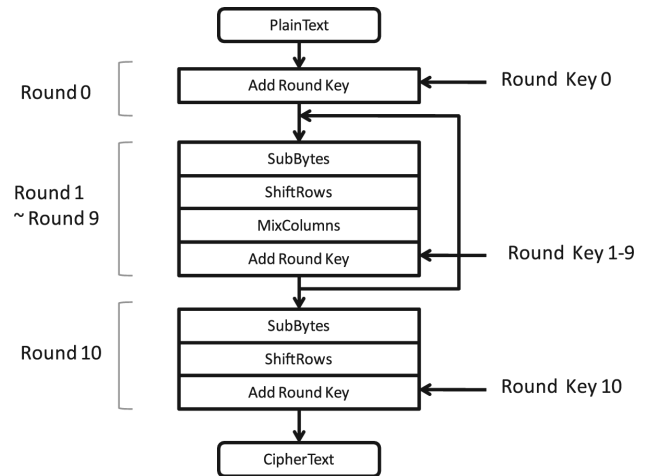 PlainText
Round 0
Add Round Key
Round Key 0
Round 1
~ Round 9
SubBytes
ShiftRows
MixColumns
Add Round Key
Round Key 1-9
Round 10
SubBytes
ShiftRows
Add Round Key
Round Key 10
CipherText